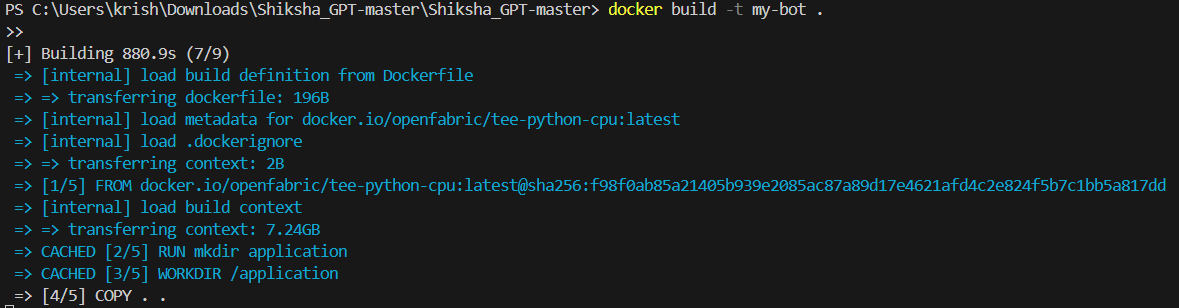 PS C:\Users\krish\Downloads\Shiksha_GPT-master\Shiksha_GPT-master> docker build -t my-bot .
>>
[+] Building 880.9s (7/9)
=> [internal] load build definition from Dockerfile
=> => transferring dockerfile: 196B
=> [internal] load metadata for docker.io/openfabric/tee-python-cpu:latest
=> [internal] load .dockerignore
=> => transferring context: 2B
=> [1/5] FROM docker.io/openfabric/tee-python-cpu:latest@sha256:f98f0ab85a21405b939e2085ac87a89d17e4621afd4c2e824f5b7c1bb5a817dd
=> [internal] load build context
=> => transferring context: 7.24GB
=> CACHED [2/5] RUN mkdir application
=> CACHED [3/5] WORKDIR /application
=> [4/5] COPY . .